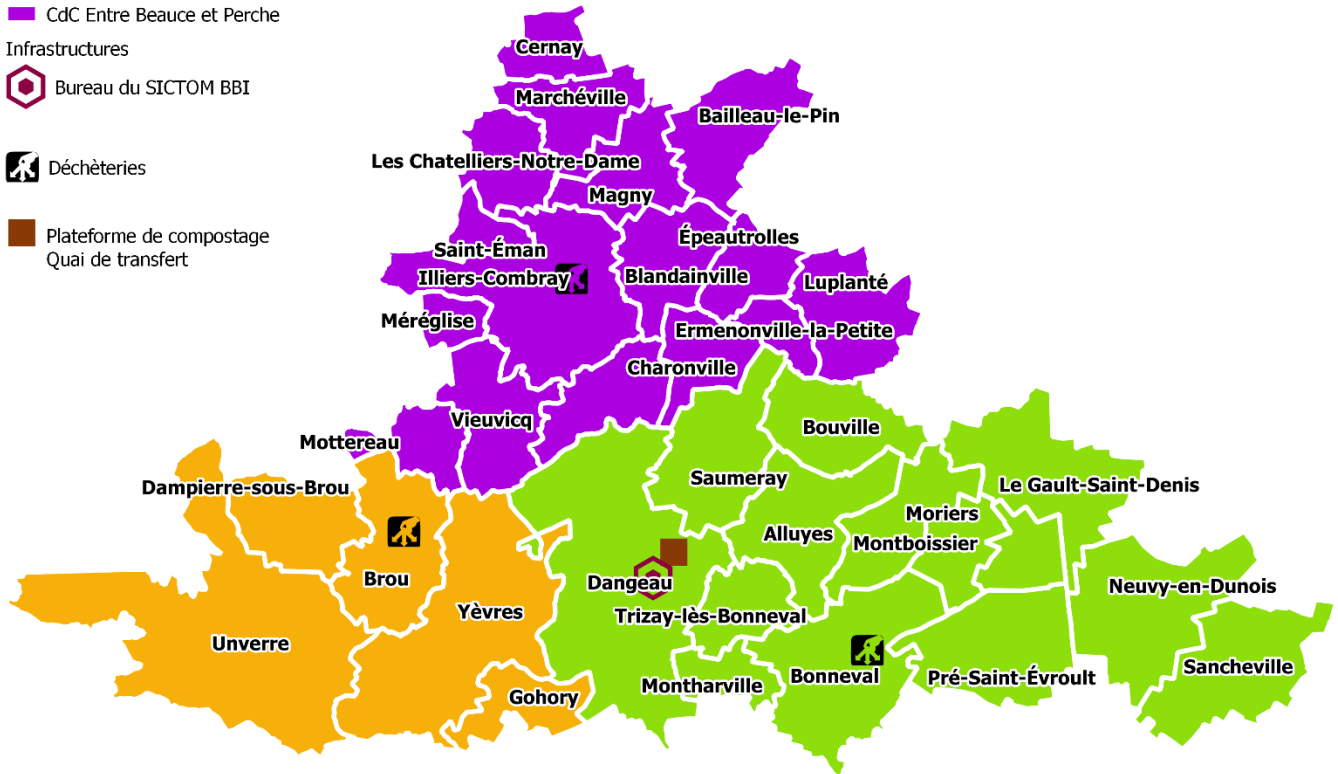 CdC Entre Beauce et Perche
Infrastructures
Bureau du SICTOM BBI
Déchèteries
Plateforme de compostage
Quai de transfert
Cernay
Marchéville
Bailleau-le-Pin
Les Chatelliers-Notre-Dame
Magny
Épeautrolles
Saint-Éman
Illiers-Combray
Blandainville
Luplanté
Méréglise
Ermenonville-la-Petite
Charonville
Vieuvicq
Bouville
Mottereau
Saumeray
Dampierre-sous-Brou
Le Gault-Saint-Denis
Moriers
Alluyes
Montboissier
Brou
Dangeau
Neuvy-en-Dunois
Yèvres
Trizay-lès-Bonneval
Unverre
Sancheville
Bonneval
Pré-Saint-Évroult
Montharville
Gohory